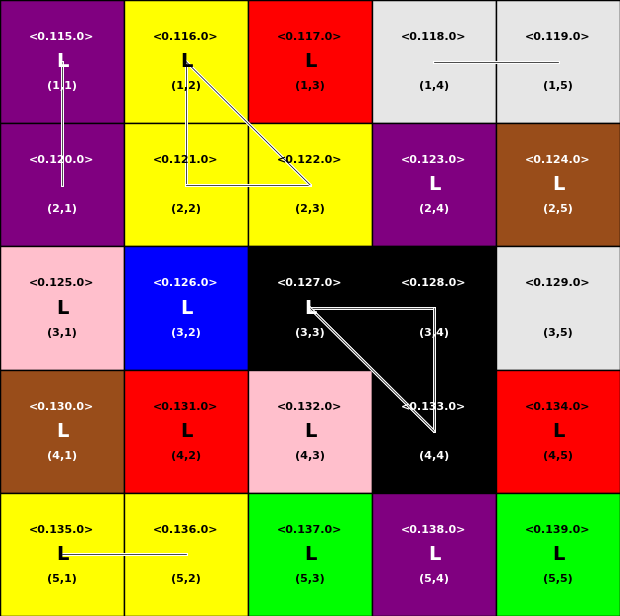 <0.115.0> <0.116.0> <0.117.0> <0.118.0> <0.119.0>
L L L
(1,1) (1,2) (1,3) (1,4) (1,5)
<0.120.0> <0.121.0> <0.122.0> <0.123.0> <0.124.0>
L L
(2,1) (2,2) (2,3) (2,4) (2,5)
<0.125.0> <0.126.0> <0.127.0> <0.128.0> <0.129.0>
L L L
(3,1) (3,2) (3,3) (3,4) (3,5)
<0.130.0> <0.131.0> <0.132.0> <0.133.0> <0.134.0>
L L L L
(4,1) (4,2) (4,3) (4,4) (4,5)
<0.135.0> <0.136.0> <0.137.0> <0.138.0> <0.139.0>
L L L L
(5,1) (5,2) (5,3) (5,4) (5,5)